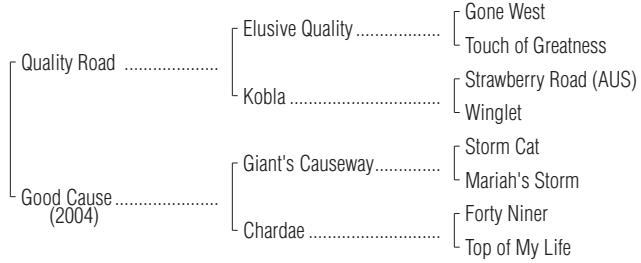 Gone West
Elusive Quality ...................
Touch of Greatness
Quality Road .....................
Strawberry Road (AUS)
Kobla ..................................
Winglet
Storm Cat
Giant's Causeway...............
Mariah's Storm
Good Cause .......................
(2004)
Forty Niner
Chardae ..............................
Top of My Life